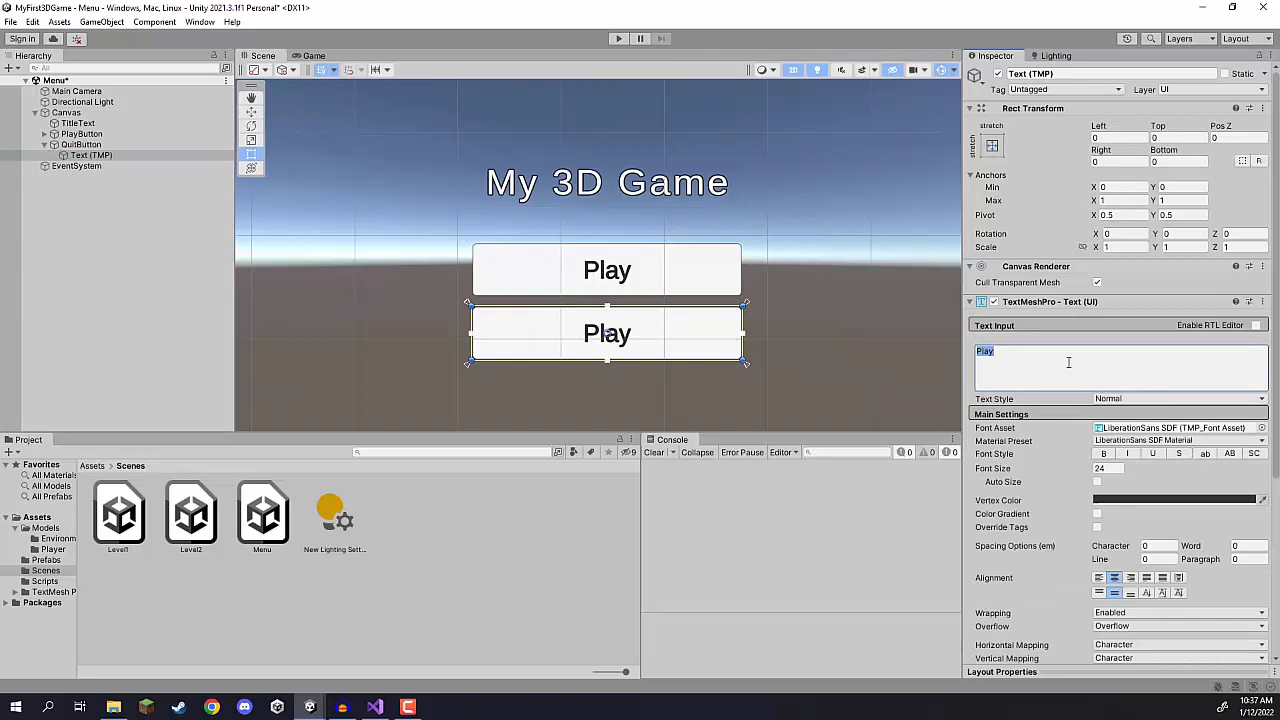 MyFirst3DGame - Menu - Windows, Mac, Linux - Unity 2021.3.1f1 Personal* <DX11>
File Edit Assets GameObject Component Window Help
Sign in
Layers Layout
Hierarchy
All
Menu*
Main Camera
Directional Light
Canvas
TitleText
PlayButton
QuitButton
Text (TMP)
EventSystem
Scene Game
2D
My 3D Game
Play
Play
Inspector Lighting
Text (TMP) Static
Tag Untagged Layer UI
Rect Transform
stretch Left Top Pos Z
stretch 0 0 0
Right Bottom
0 0 R
Anchors
Min X 0 Y 0
Max X 1 Y 1
Pivot X 0.5 Y 0.5
Rotation X 0 Y 0 Z 0
Scale X 1 Y 1 Z 1
Canvas Renderer
Cull Transparent Mesh
TextMeshPro - Text (UI)
Text Input Enable RTL Editor
Play
Text Style Normal
Main Settings
Font Asset LiberationSans SDF (TMP_Font Asset)
Material Preset LiberationSans SDF Material
Font Style B I U S ab AB SC
Font Size 24
Auto Size
Vertex Color
Color Gradient
Override Tags
Spacing Options (em) Character 0 Word 0
Line 0 Paragraph 0
Alignment
Wrapping Enabled
Overflow Overflow
Horizontal Mapping Character
Vertical Mapping Character
Layout Properties
Project
9
Favorites
All Materials
All Models
All Prefabs
Assets
Models
Environm
Player
Prefabs
Scenes
Scripts
TextMesh P
Packages
Assets > Scenes
Level1 Level2 Menu New Lighting Sett...
Console
Clear Collapse Error Pause Editor 0 0 0
10:37 AM
1/12/2022